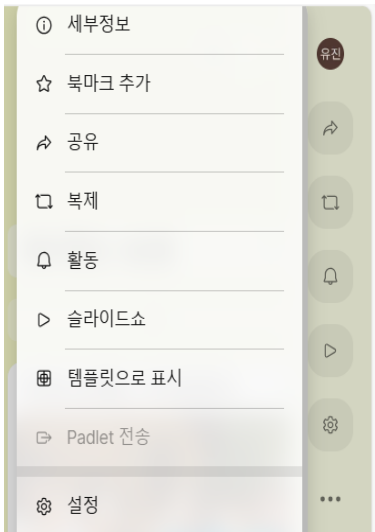 세부정보
유진
북마크 추가
공유
복제
활동
슬라이드쇼
템플릿으로 표시
Padlet 전송
설정